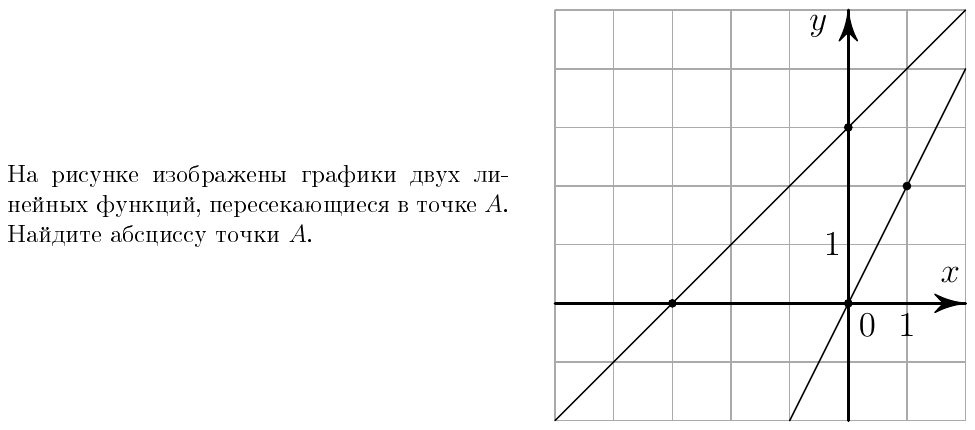 На рисунке изображены графики двух ли-
нейных функций, пересекающиеся в точке A.
Найдите абсциссу точки A.
y
1
x
0 1